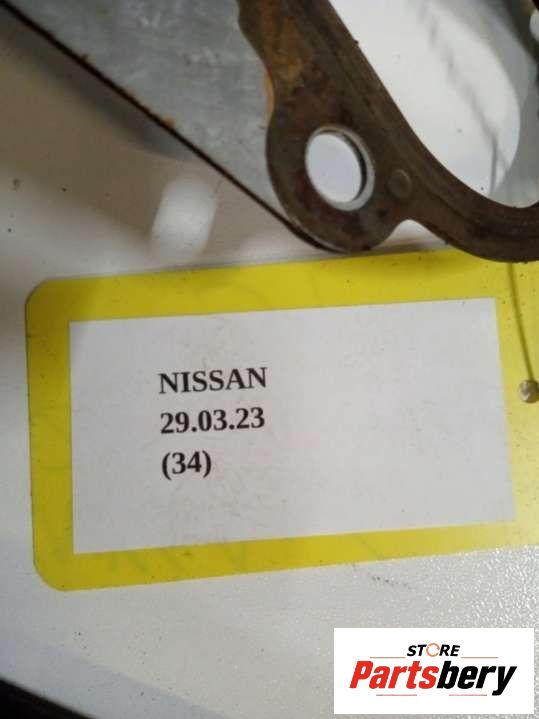 NISSAN
29.03.23
(34)
STORE
Partsbery